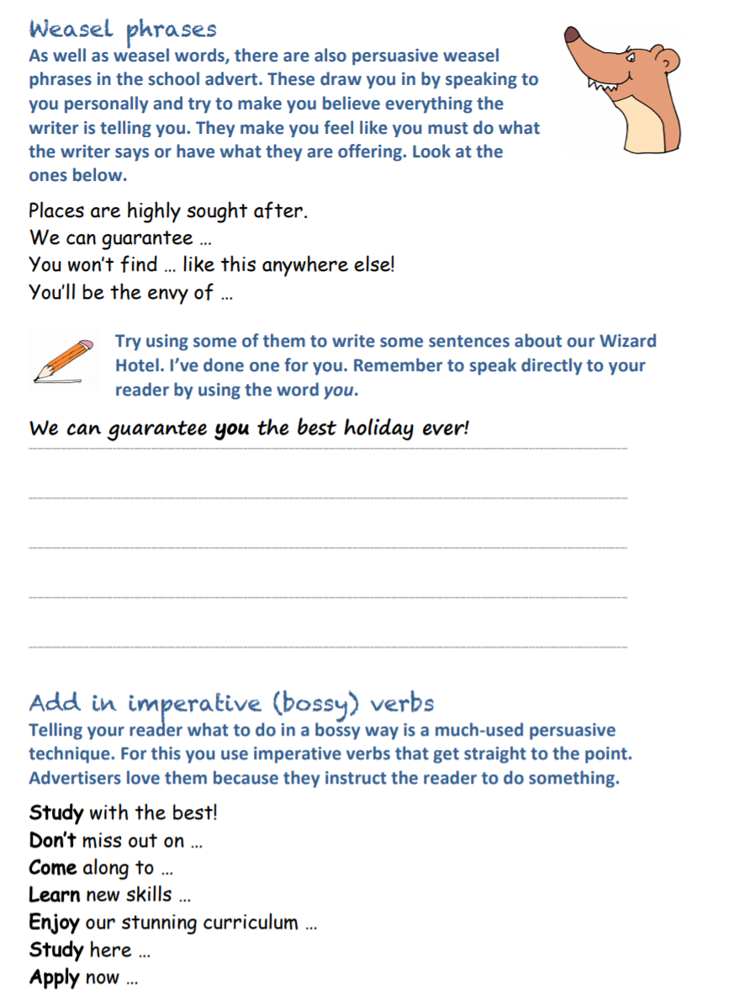 Weasel phrases
As well as weasel words, there are also persuasive weasel
phrases in the school advert. These draw you in by speaking to
you personally and try to make you believe everything the
writer is telling you. They make you feel like you must do what
the writer says or have what they are offering. Look at the
ones below.
Places are highly sought after.
We can guarantee …
You won’t find … like this anywhere else!
You’ll be the envy of …
Try using some of them to write some sentences about our Wizard
Hotel. I’ve done one for you. Remember to speak directly to your
reader by using the word you.
We can guarantee you the best holiday ever!
Add in imperative (bossy) verbs
Telling your reader what to do in a bossy way is a much-used persuasive
technique. For this you use imperative verbs that get straight to the point.
Advertisers love them because they instruct the reader to do something.
Study with the best!
Don’t miss out on …
Come along to …
Learn new skills …
Enjoy our stunning curriculum …
Study here …
Apply now …